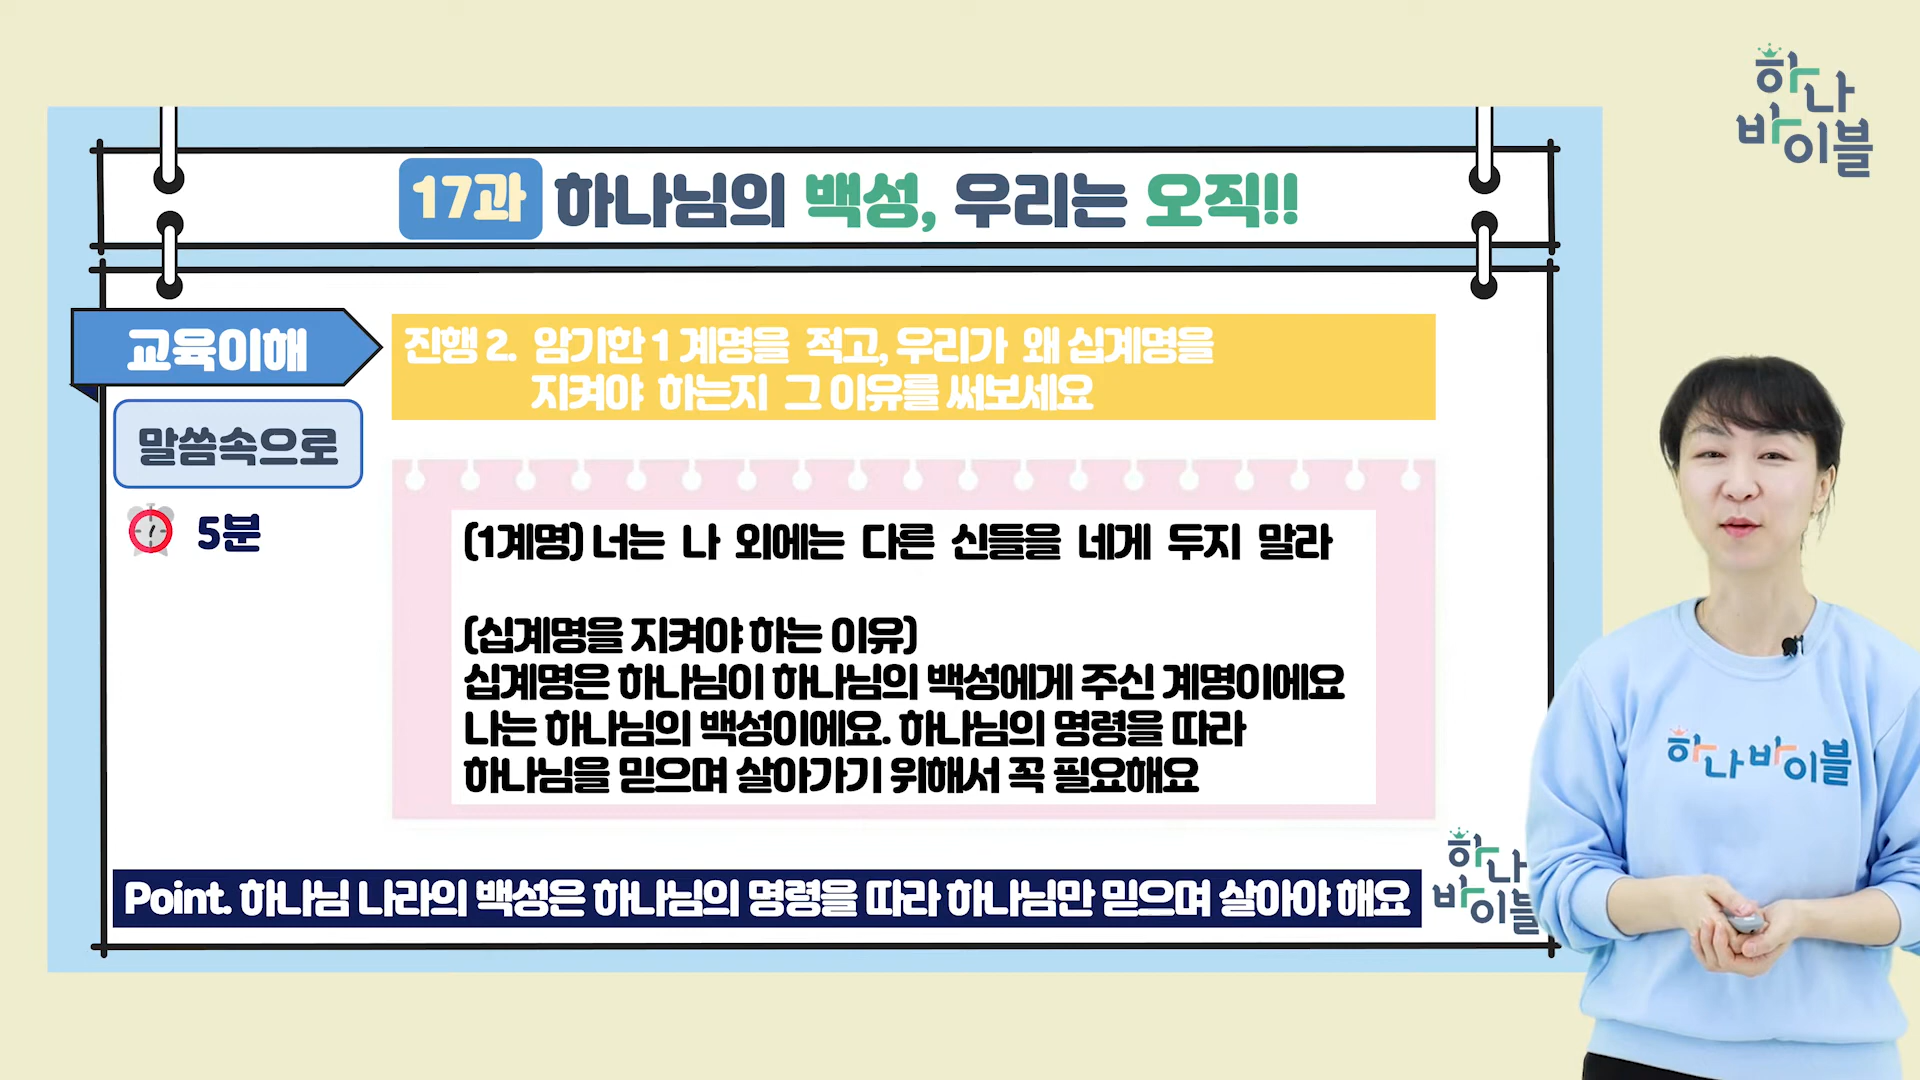 하나
바이블
17과 하나님의 백성, 우리는 오직!!
교육이해
진행 2. 암기한 1 계명을 적고, 우리가 왜 십계명을
지켜야 하는지 그 이유를 써보세요
말씀속으로
5분
(1계명) 너는 나 외에는 다른 신들을 네게 두지 말라
(십계명을 지켜야 하는 이유)
십계명은 하나님이 하나님의 백성에게 주신 계명이에요
나는 하나님의 백성이에요. 하나님의 명령을 따라
하나님을 믿으며 살아가기 위해서 꼭 필요해요
Point. 하나님 나라의 백성은 하나님의 명령을 따라 하나님만 믿으며 살아야 해요
하나
바이블
하나바이블